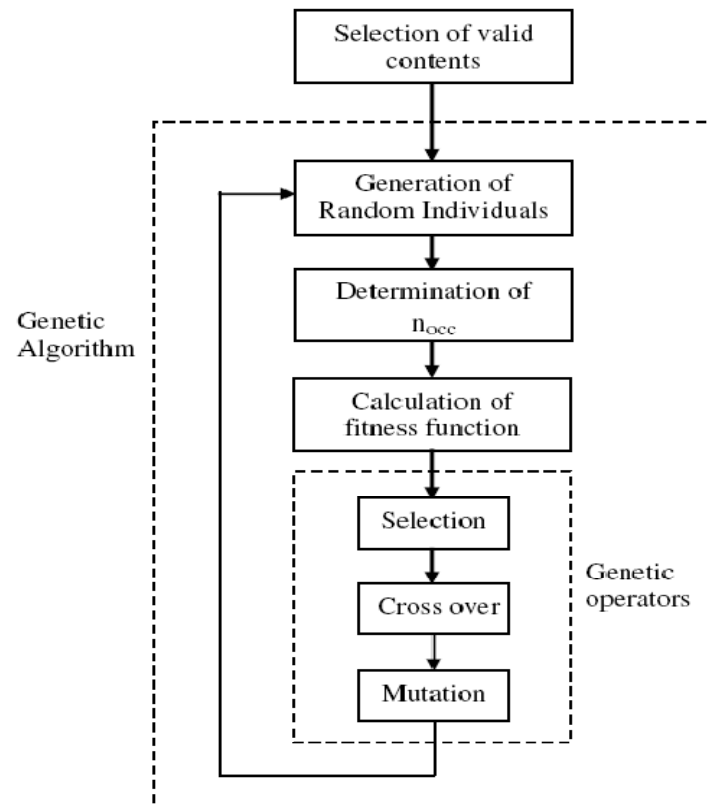 Selection of valid
contents
Generation of
Random Individuals
Determination of
nocc
Genetic
Algorithm
Calculation of
fitness function
Selection
Genetic
operators
Cross over
Mutation